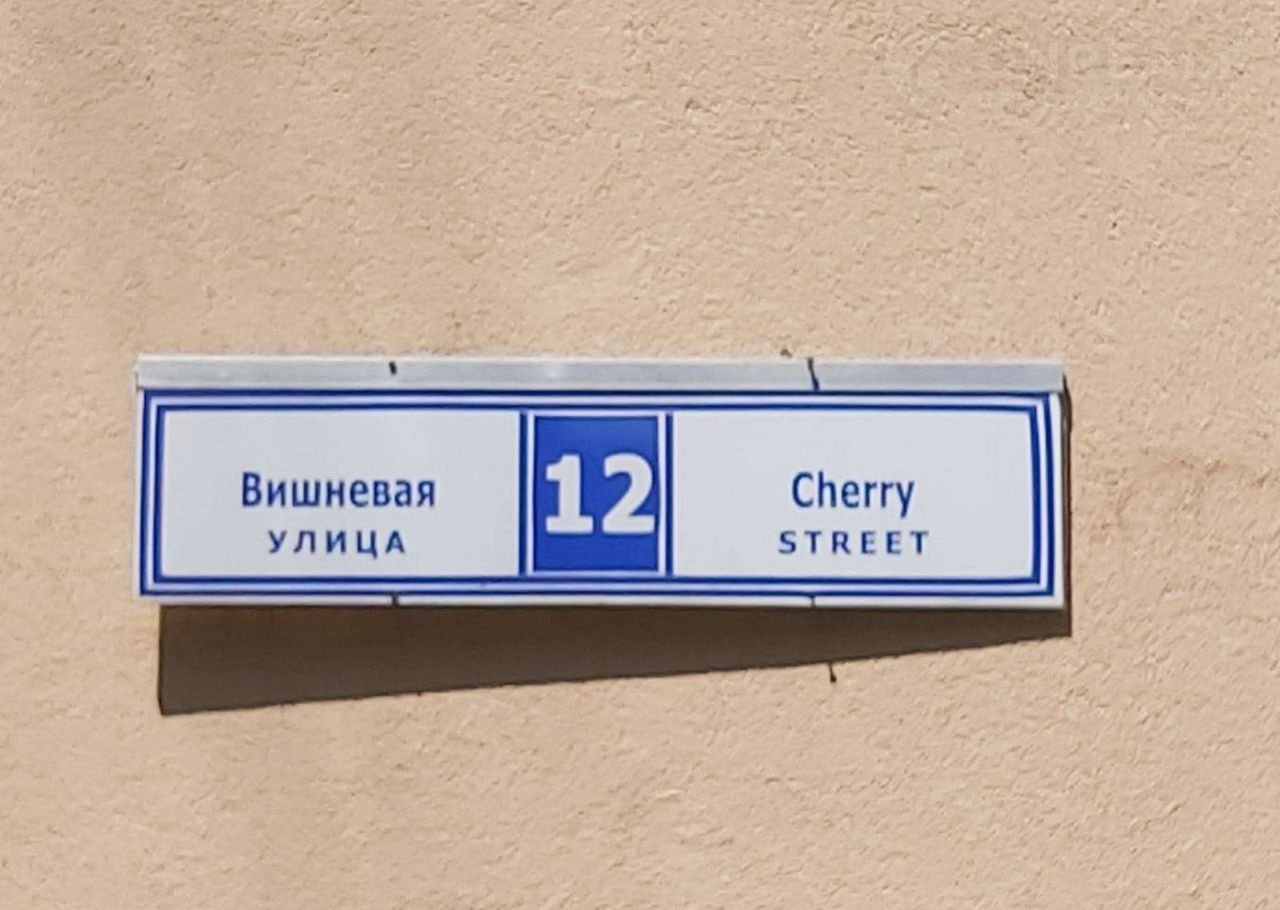 Вишневая
УЛИЦА
12
Cherry
STREET